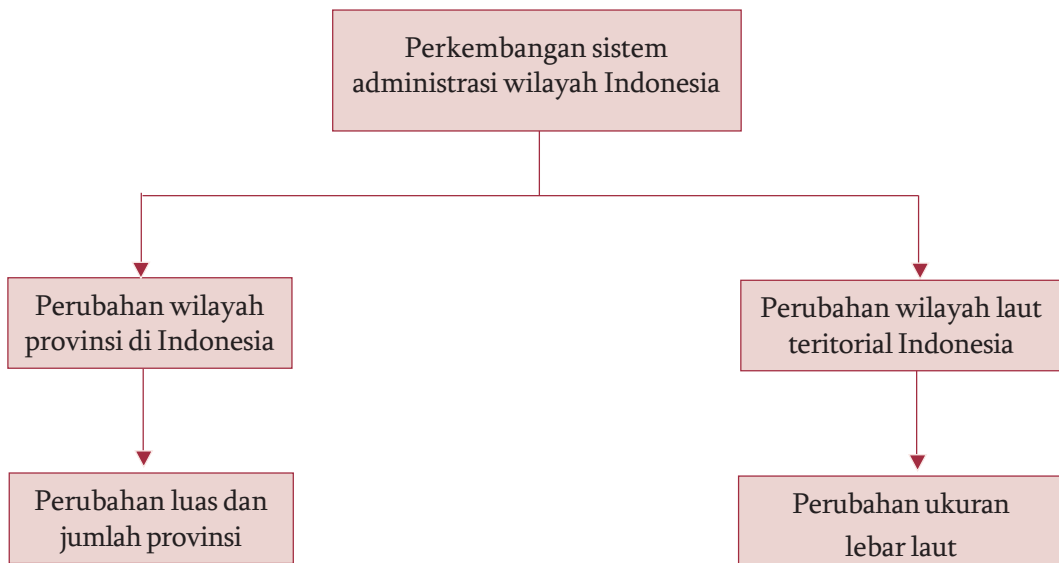 Perkembangan sistem
administrasi wilayah Indonesia
Perubahan wilayah
provinsi di Indonesia
Perubahan wilayah laut
teritorial Indonesia
Perubahan luas dan
jumlah provinsi
Perubahan ukuran
lebar laut